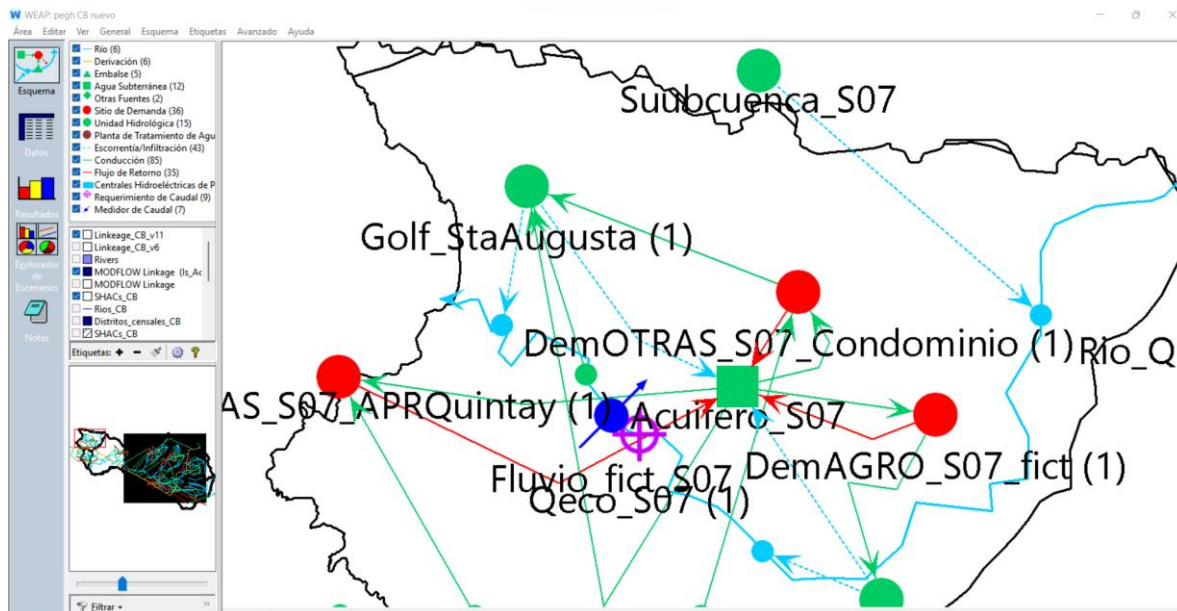 WEAP: pegh CB nuevo
Área Editar Ver General Esquema Etiquetas Avanzado Ayuda
Esquema
Datos
Resultados
Explorador
de
Escenarios
Notas
Río (6)
Derivación (6)
Embalse (5)
Agua Subterránea (12)
Otras Fuentes (2)
Sitio de Demanda (36)
Unidad Hidrológica (15)
Planta de Tratamiento de Agu
Escorrentía/Infiltración (43)
Conducción (85)
Flujo de Retorno (35)
Centrales Hidroeléctricas de P
Requerimiento de Caudal (9)
Medidor de Caudal (7)
Linkeage_CB_v11
Linkeage_CB_v6
Rivers
MODFLOW Linkage (Is_Ac
MODFLOW Linkage
SHACs_CB
Rios_CB
Distritos_censales_CB
SHACs_CB
Etiquetas:
Filtrar
Suubcuenca_S07
Golf_StaAugusta (1)
DemOTRAS_S07_Condominio (1)
Rio_Q
AS_S07_APRQuintay (1)
Acuifero_S07
DemAGRO_S07_fict (1)
Fluvio_fict_S07
Qeco_S07 (1)